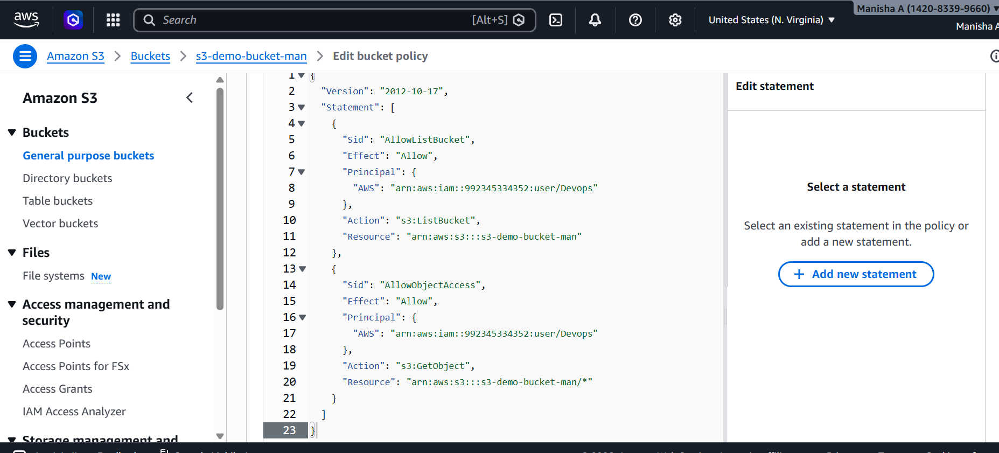 aws
Search
[Alt+S]
United States (N. Virginia)
Manisha A (1420-8339-9660)
Manisha A
Amazon S3
Buckets
s3-demo-bucket-man
Edit bucket policy
Amazon S3
Buckets
General purpose buckets
Directory buckets
Table buckets
Vector buckets
Files
File systems New
Access management and
security
Access Points
Access Points for FSx
Access Grants
IAM Access Analyzer
Storage management and
1 {
2 "Version": "2012-10-17",
3 "Statement": [
4 {
5 "Sid": "AllowListBucket",
6 "Effect": "Allow",
7 "Principal": {
8 "AWS": "arn:aws:iam::992345334352:user/Devops"
9 },
10 "Action": "s3:ListBucket",
11 "Resource": "arn:aws:s3:::s3-demo-bucket-man"
12 },
13 {
14 "Sid": "AllowObjectAccess",
15 "Effect": "Allow",
16 "Principal": {
17 "AWS": "arn:aws:iam::992345334352:user/Devops"
18 },
19 "Action": "s3:GetObject",
20 "Resource": "arn:aws:s3:::s3-demo-bucket-man/*"
21 }
22 ]
23 }
Edit statement
Select a statement
Select an existing statement in the policy or
add a new statement.
+ Add new statement